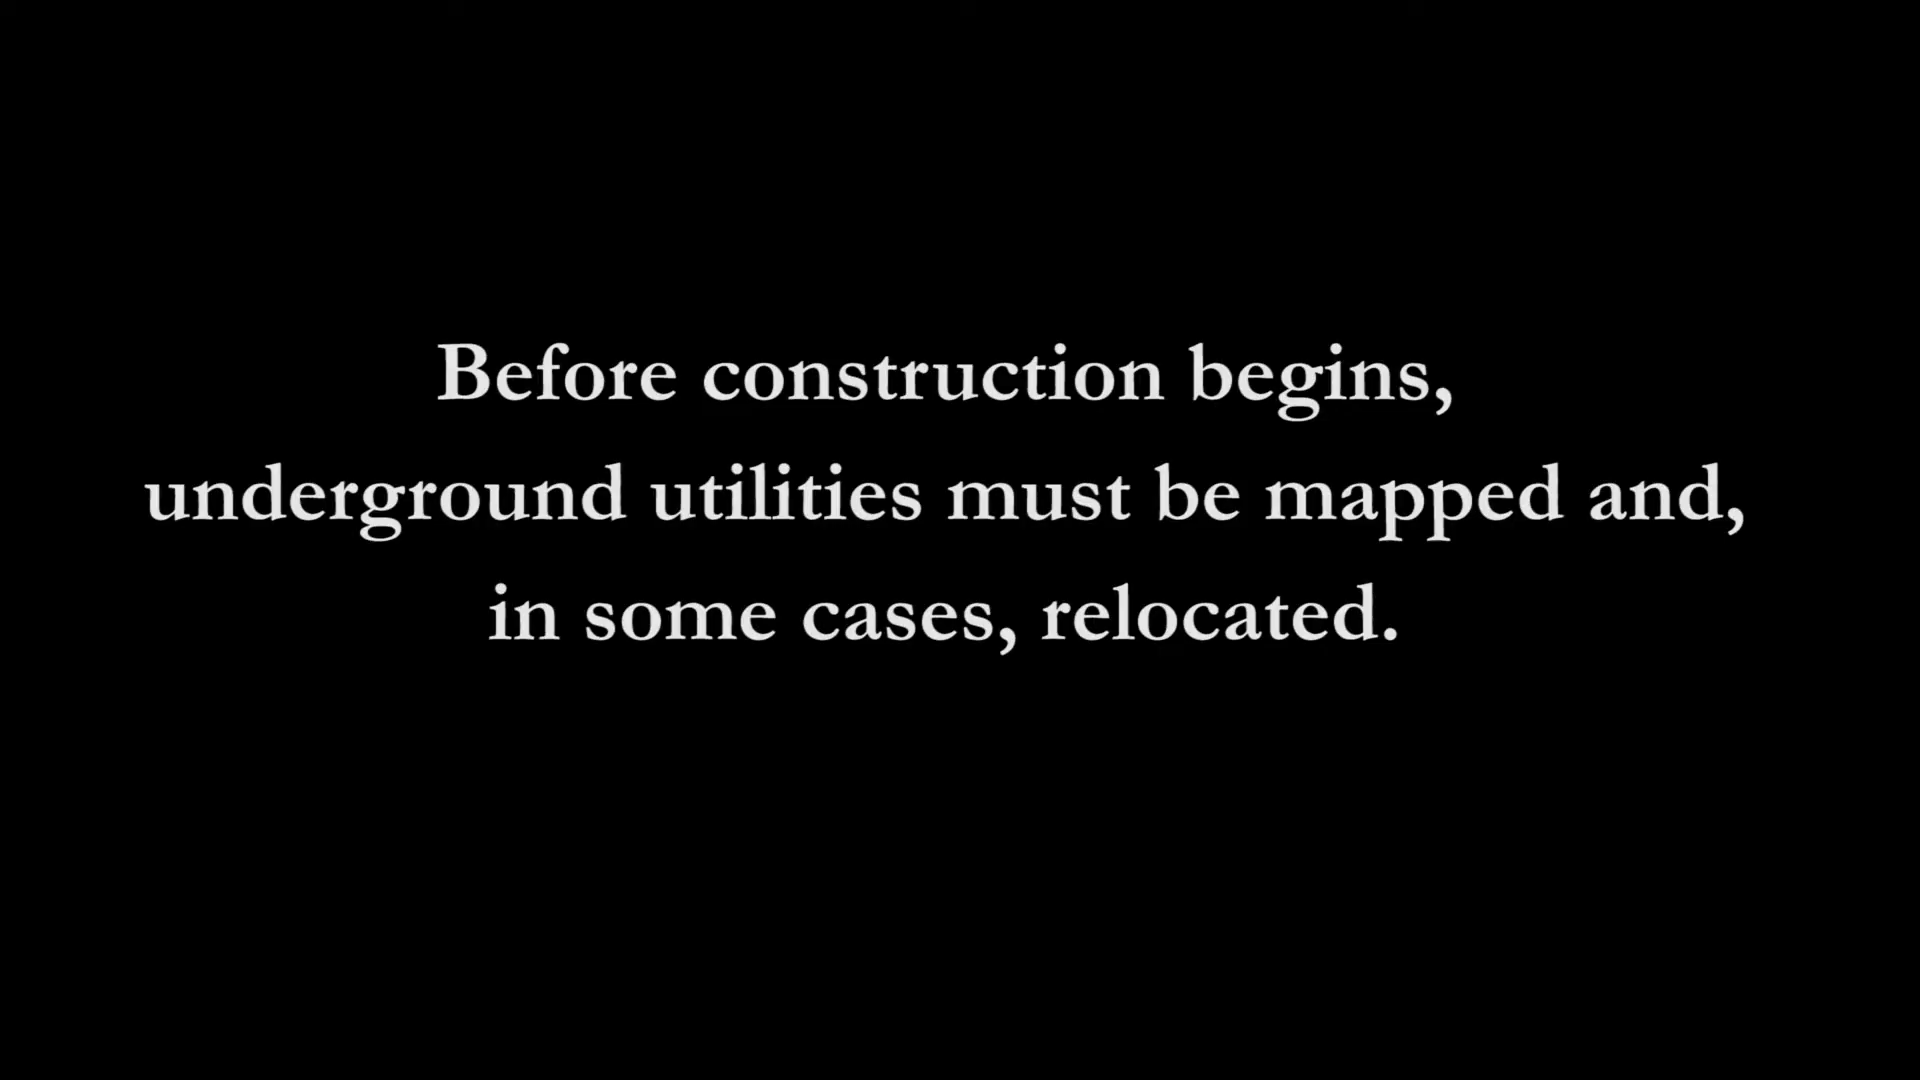 Before construction begins,
underground utilities must be mapped and,
in some cases, relocated.